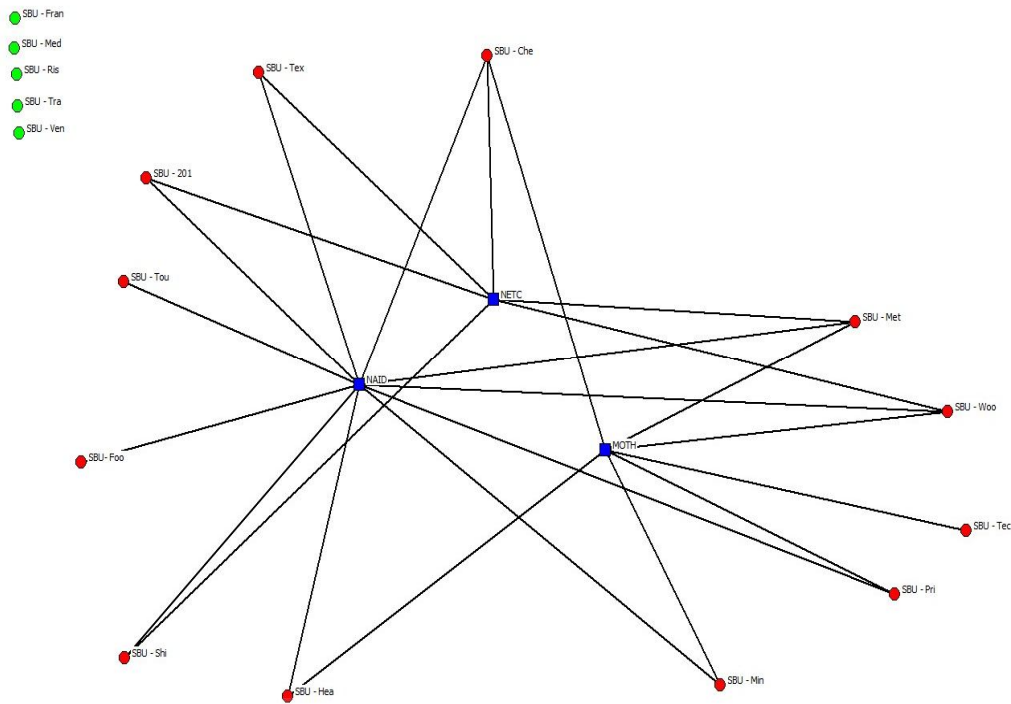 SBU - Fran
SBU - Med
SBU - Ris
SBU - Tra
SBU - Ven
SBU - Che
SBU - Tex
SBU - 201
SBU - Tou
NETC
SBU - Met
NAID
SBU - Woo
MOTH
SBU- Foo
SBU - Tec
SBU - Pri
SBU - Shi
SBU - Min
SBU - Hea